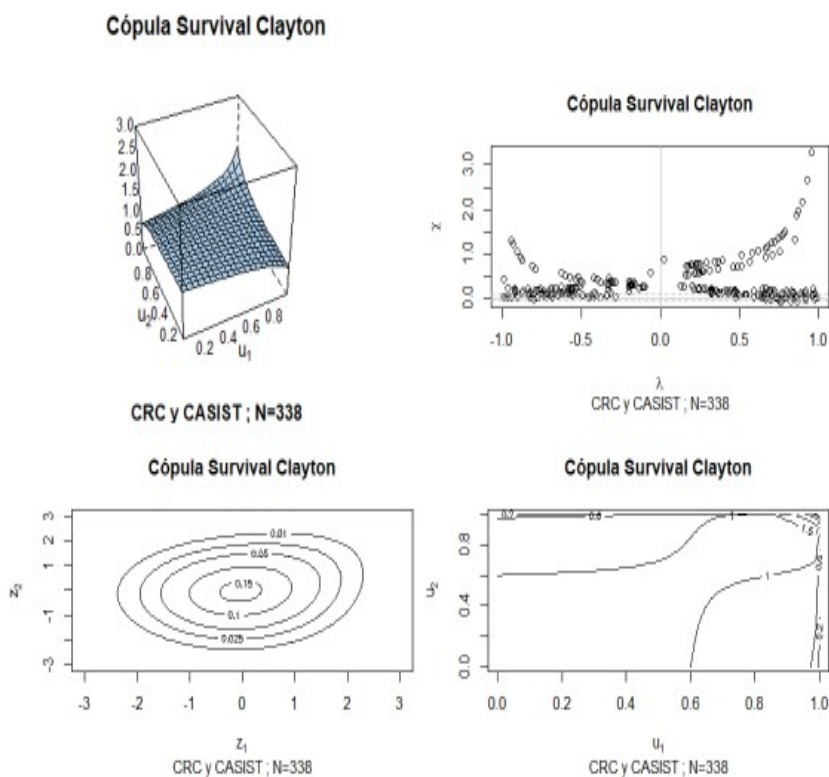 Cópula Survival Clayton
3.0
2.5
2.0
1.5
1.0
0.5
0.0
0.8
0.6
0.4
0.2
u2
0.2
0.4
0.6
0.8
u1
CRC y CASIST ; N=338
Cópula Survival Clayton
χ
3.0
2.0
1.0
0.0
-1.0 -0.5 0.0 0.5 1.0
λ
CRC y CASIST ; N=338
Cópula Survival Clayton
z2
3
2
1
0
-1
-3
0.01
0.05
0.15
0.1
0.025
-3 -2 -1 0 1 2 3
z1
CRC y CASIST ; N=338
Cópula Survival Clayton
u2
0.8
0.4
0.0
1
1.5
1
0.2
0.0 0.2 0.4 0.6 0.8 1.0
u1
CRC y CASIST ; N=338